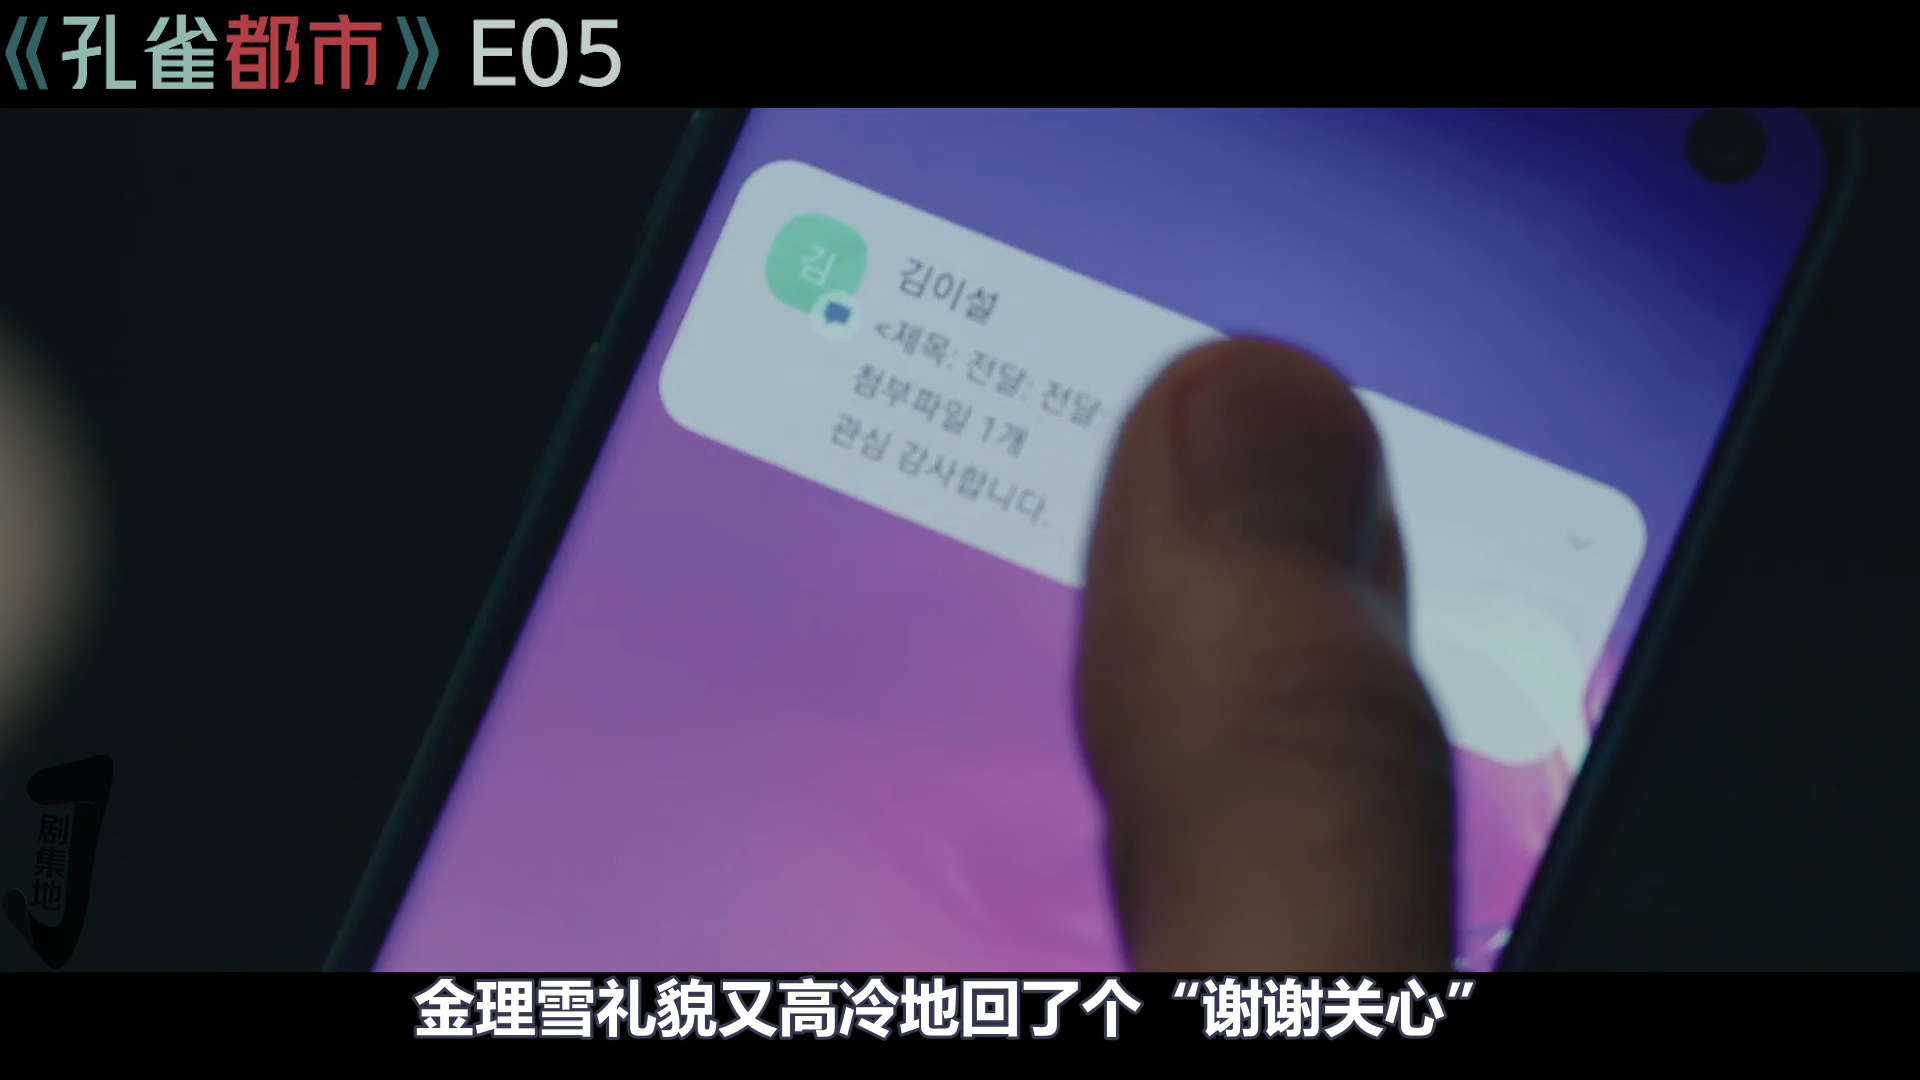 《孔雀都市》E05
김
김이설
<제목: 전달: 전달
첨부파일 1개
관심 감사합니다.
剧集地
金理雪礼貌又高冷地回了个“谢谢关心”